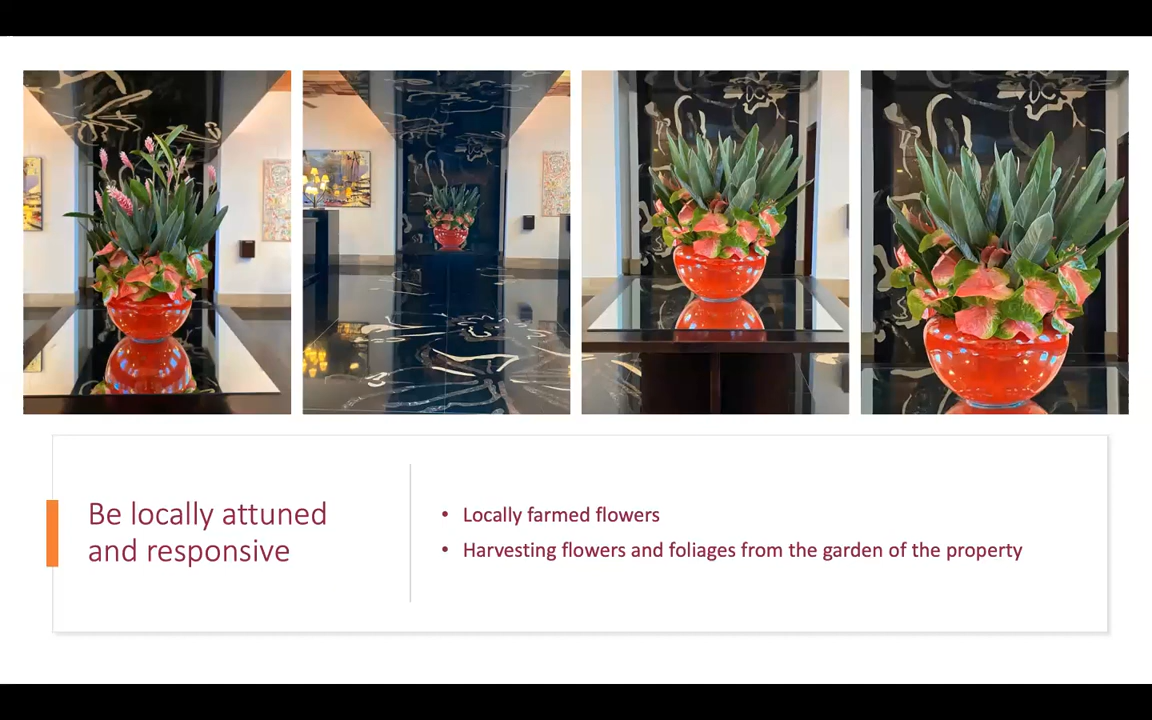 Be locally attuned
and responsive
• Locally farmed flowers
• Harvesting flowers and foliages from the garden of the property